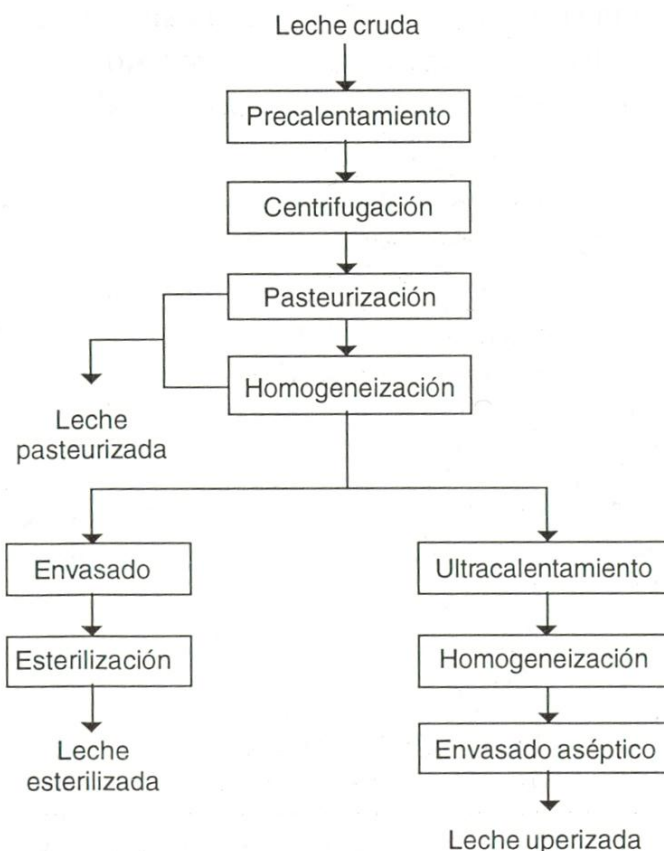 Leche cruda
Precalentamiento
Centrifugación
Pasteurización
Homogeneización
Leche
pasteurizada
Envasado
Esterilización
Leche
esterilizada
Ultracalentamiento
Homogeneización
Envasado aséptico
Leche uperizada